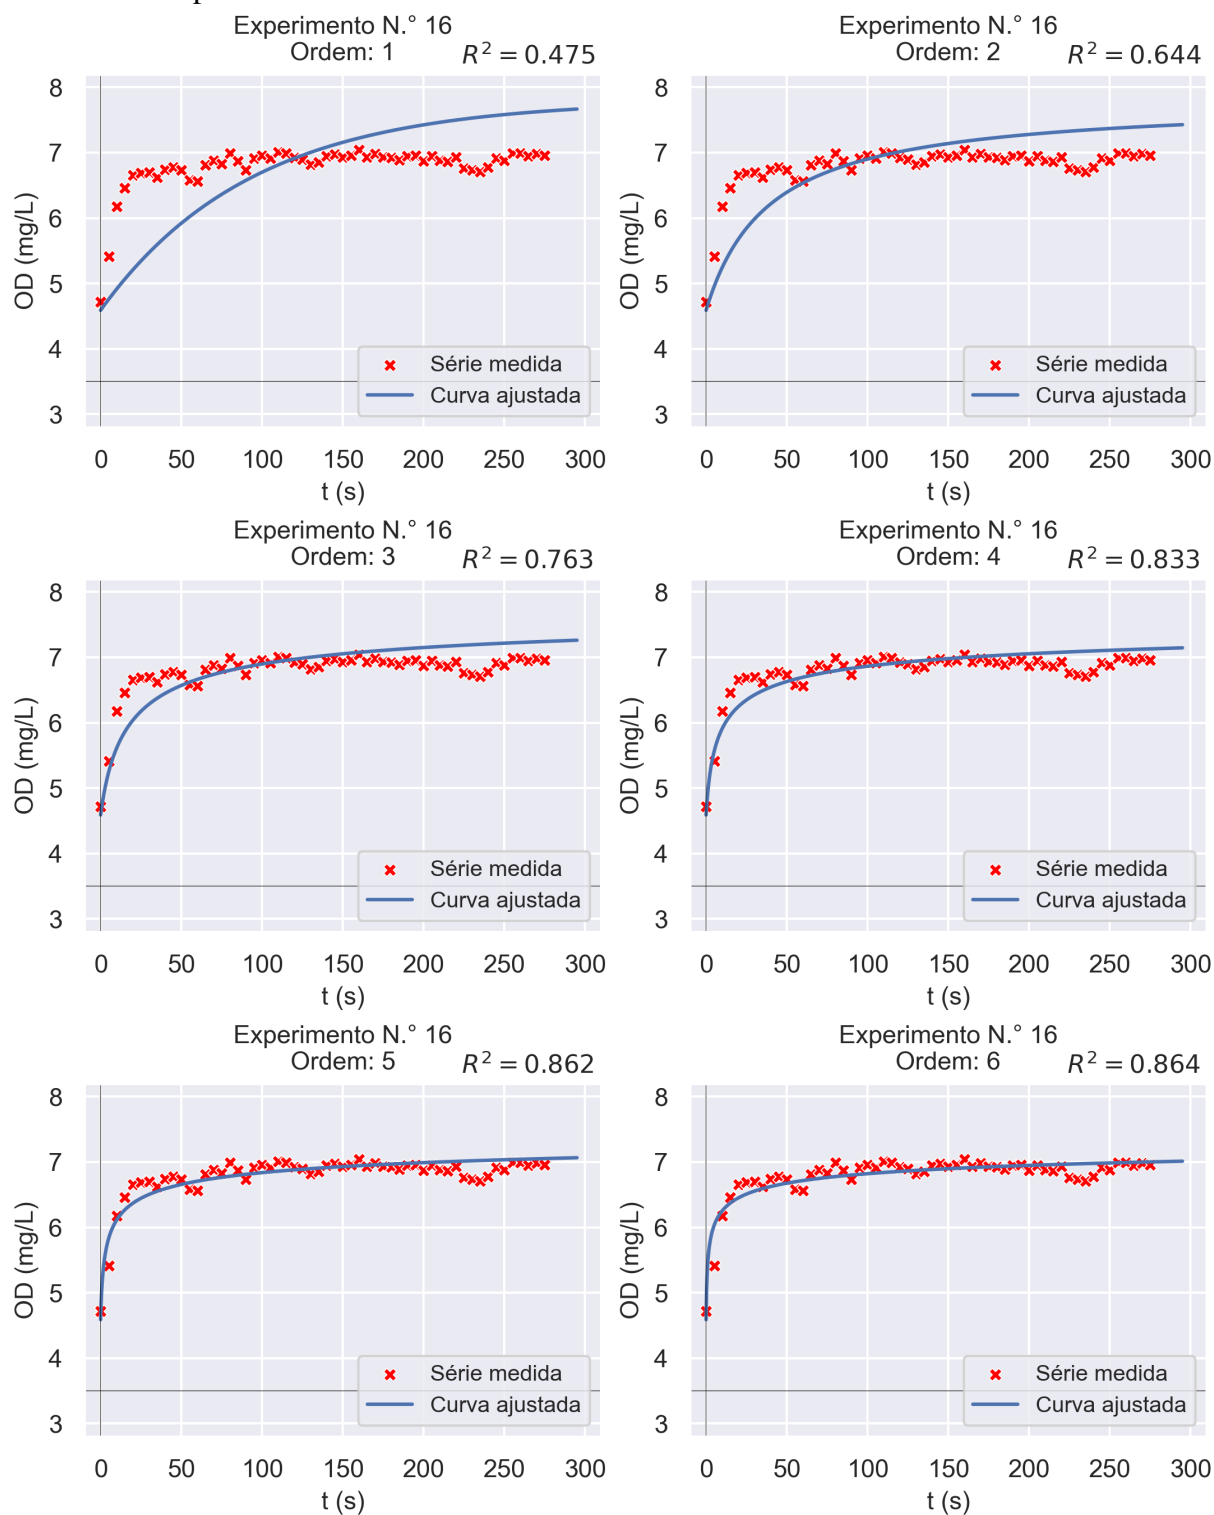 Experimento N.° 16
Ordem: 1 R² = 0.475
8
7
6
5
4
3
OD (mg/L)
Série medida
Curva ajustada
0 50 100 150 200 250 300
t (s)
Experimento N.° 16
Ordem: 2 R² = 0.644
8
7
6
5
4
3
OD (mg/L)
Série medida
Curva ajustada
0 50 100 150 200 250 300
t (s)
Experimento N.° 16
Ordem: 3 R² = 0.763
8
7
6
5
4
3
OD (mg/L)
Série medida
Curva ajustada
0 50 100 150 200 250 300
t (s)
Experimento N.° 16
Ordem: 4 R² = 0.833
8
7
6
5
4
3
OD (mg/L)
Série medida
Curva ajustada
0 50 100 150 200 250 300
t (s)
Experimento N.° 16
Ordem: 5 R² = 0.862
8
7
6
5
4
3
OD (mg/L)
Série medida
Curva ajustada
0 50 100 150 200 250 300
t (s)
Experimento N.° 16
Ordem: 6 R² = 0.864
8
7
6
5
4
3
OD (mg/L)
Série medida
Curva ajustada
0 50 100 150 200 250 300
t (s)